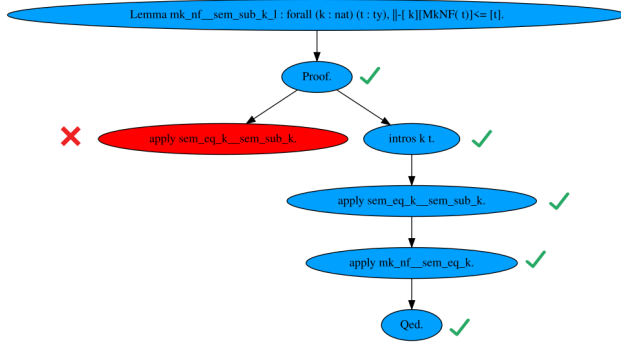 Lemma mk_nf__sem_sub_k_l : forall (k : nat) (t : ty), ||-[ k][MkNF( t)]<= [t].
Proof.
apply sem_eq_k__sem_sub_k.
intros k t.
apply sem_eq_k__sem_sub_k.
apply mk_nf__sem_eq_k.
Qed.